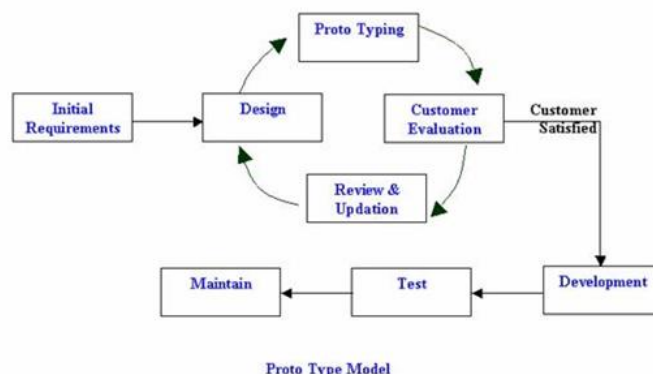 Proto Typing
Initial
Requirements
Design
Customer
Evaluation
Customer
Satisfied
Review &
Updation
Maintain
Test
Development
Proto Type Model